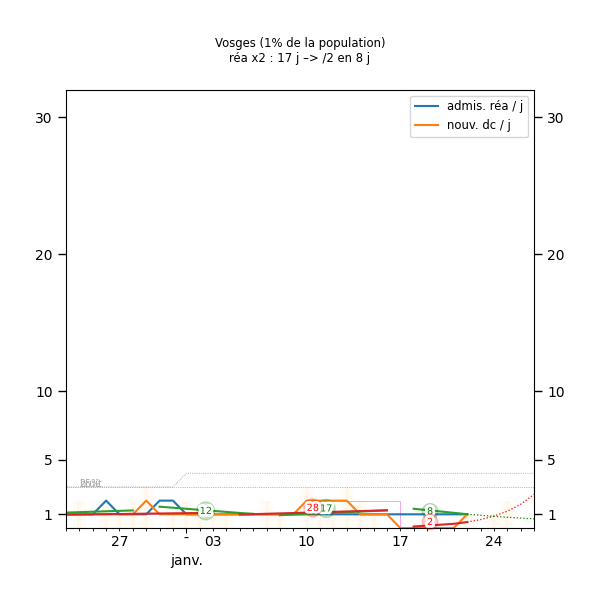 Vosges (1% de la population)
réa x2 : 17 j –> /2 en 8 j
admis. réa / j
nouv. dc / j
30 30
20 20
10 10
5 5
12 28 17 8
2
1 1
27 - 03 10 17 24
janv.